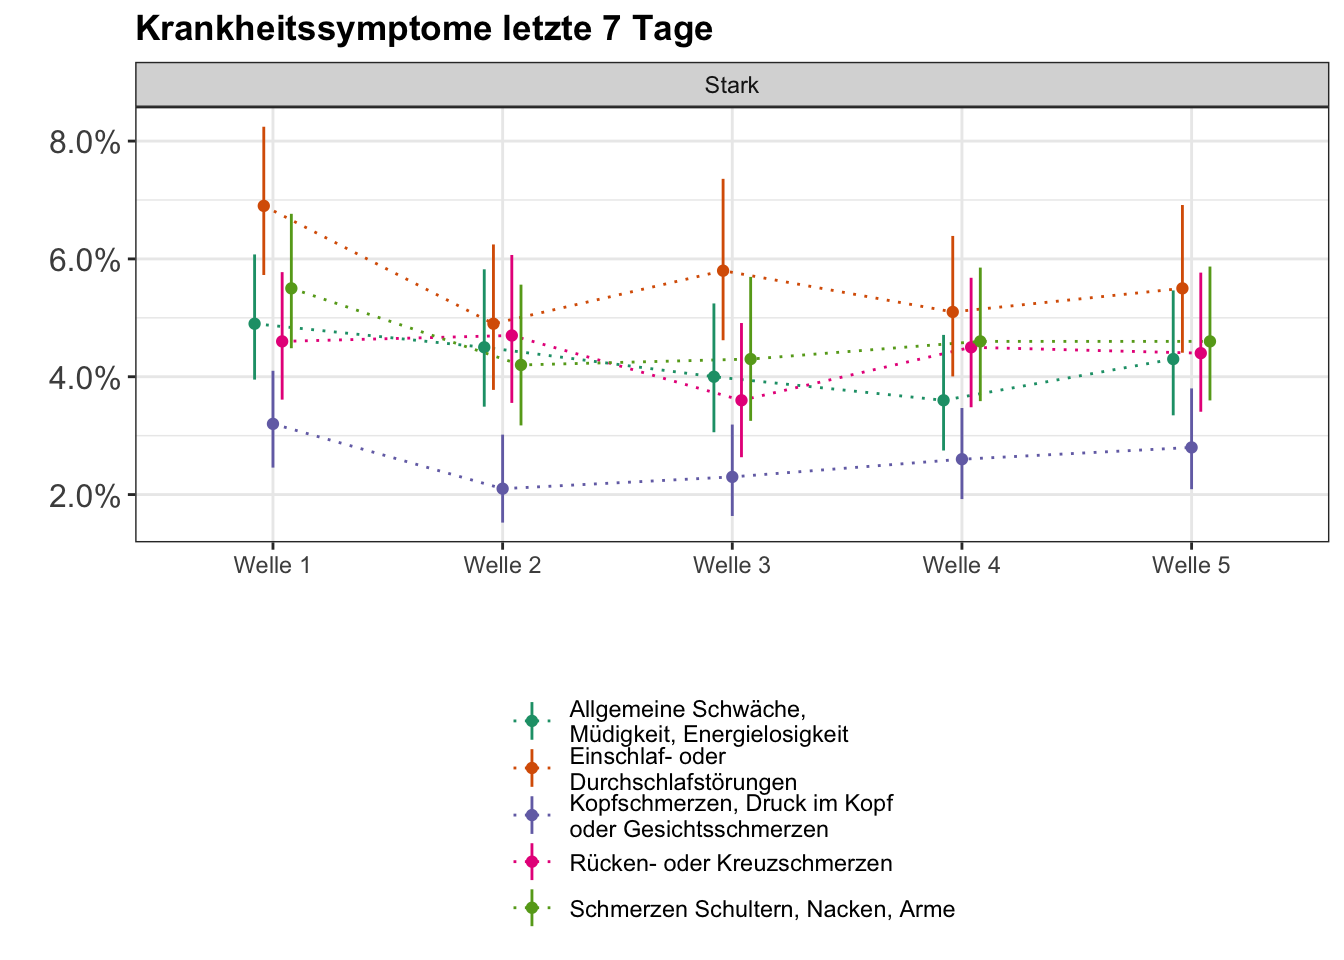 Krankheitssymptome letzte 7 Tage
Stark
8.0%
6.0%
4.0%
2.0%
Welle 1 Welle 2 Welle 3 Welle 4 Welle 5
Allgemeine Schwäche,
Müdigkeit, Energielosigkeit
Einschlaf- oder
Durchschlafstörungen
Kopfschmerzen, Druck im Kopf
oder Gesichtsschmerzen
Rücken- oder Kreuzschmerzen
Schmerzen Schultern, Nacken, Arme